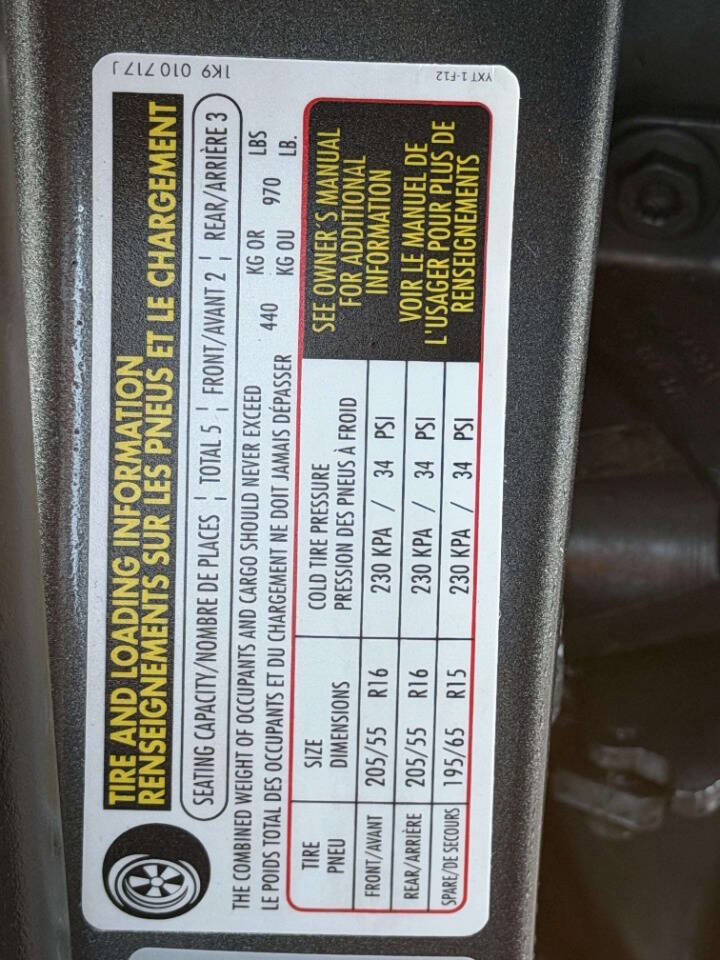 TIRE AND LOADING INFORMATION
RENSEIGNEMENTS SUR LES PNEUS ET LE CHARGEMENT
1K9 010 717 J
SEATING CAPACITY/NOMBRE DE PLACES ¦ TOTAL 5 ¦ FRONT/AVANT 2 ¦ REAR/ARRIÈRE 3
THE COMBINED WEIGHT OF OCCUPANTS AND CARGO SHOULD NEVER EXCEED 440 KG OR 970 LBS
LE POIDS TOTAL DES OCCUPANTS ET DU CHARGEMENT NE DOIT JAMAIS DÉPASSER KG OU LB.
TIRE SIZE COLD TIRE PRESSURE
PNEU DIMENSIONS PRESSION DES PNEUS À FROID
FRONT/AVANT 205/55 R16 230 KPA / 34 PSI
REAR/ARRIÈRE 205/55 R16 230 KPA / 34 PSI
SPARE/DE SECOURS 195/65 R15 230 KPA / 34 PSI
SEE OWNER'S MANUAL
FOR ADDITIONAL
INFORMATION
VOIR LE MANUEL DE
L'USAGER POUR PLUS DE
RENSEIGNEMENTS
YXT 1-F12